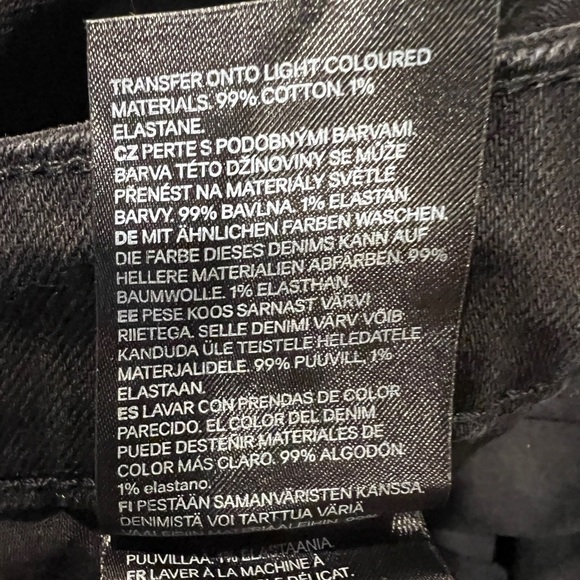 TRANSFER ONTO LIGHT COLOURED
MATERIALS. 99% COTTON. 1%
ELASTANE.
CZ PERTE S PODOBNÝMI BARVAMI.
BARVA TÉTO DŽÍNOVINY SE MŮŽE
PŘENÉST NA MATERIÁLY SVĚTLÉ
BARVY. 99% BAVLNA. 1% ELASTAN.
DE MIT ÄHNLICHEN FARBEN WASCHEN.
DIE FARBE DIESES DENIMS KANN AUF
HELLERE MATERIALIEN ABFARBEN. 99%
BAUMWOLLE. 1% ELASTHAN.
EE PESE KOOS SARNAST VÄRVI
RIIETEGA. SELLE DENIMI VÄRV VÕIB
KANDUDA ÜLE TEISTELE HELEDATELE
MATERJALIDELE. 99% PUUVILL, 1%
ELASTAAN.
ES LAVAR CON PRENDAS DE COLOR
PARECIDO. EL COLOR DEL DENIM
PUEDE DESTEÑIR MATERIALES DE
COLOR MÁS CLARO. 99% ALGODÓN.
1% elastano.
FI PESTÄÄN SAMANVÄRISTEN KANSSA.
DENIMISTÄ VOI TARTTUA VÄRIÄ
VAALEISIIN MATERIAALEIHIN. 99%
PUUVILLAA. 1% ELASTAANIA
FR LAVER À LA MACHINE À
DÉLICAT.